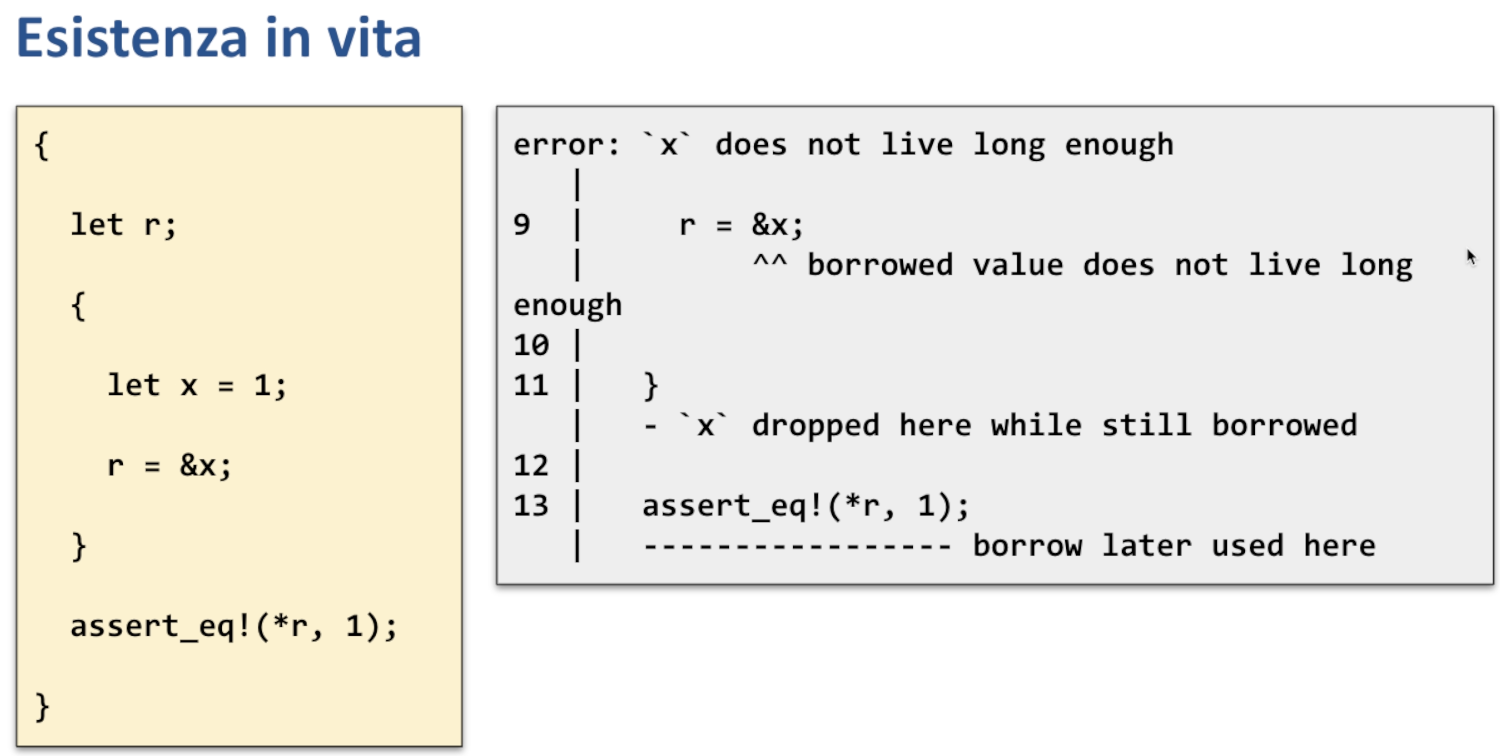 Esistenza in vita
{
let r;
{
let x = 1;
r = &x;
}
assert_eq!(*r, 1);
}
error: `x` does not live long enough
|
9 | r = &x;
| ^^ borrowed value does not live long
enough
10 |
11 | }
| - `x` dropped here while still borrowed
12 |
13 | assert_eq!(*r, 1);
| ----------------- borrow later used here